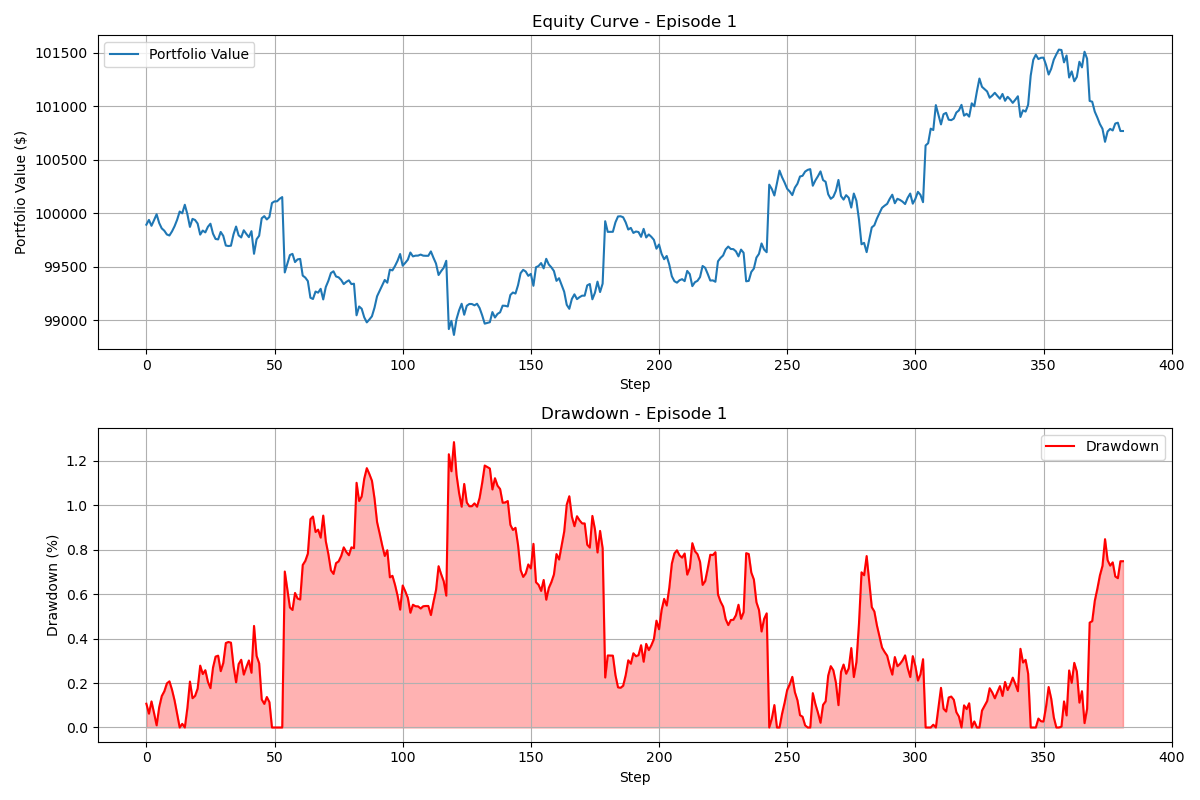 Equity Curve - Episode 1
Portfolio Value
Portfolio Value ($)
101500
101000
100500
100000
99500
99000
0 50 100 150 200 250 300 350 400
Step
Drawdown - Episode 1
Drawdown
Drawdown (%)
1.2
1.0
0.8
0.6
0.4
0.2
0.0
0 50 100 150 200 250 300 350 400
Step